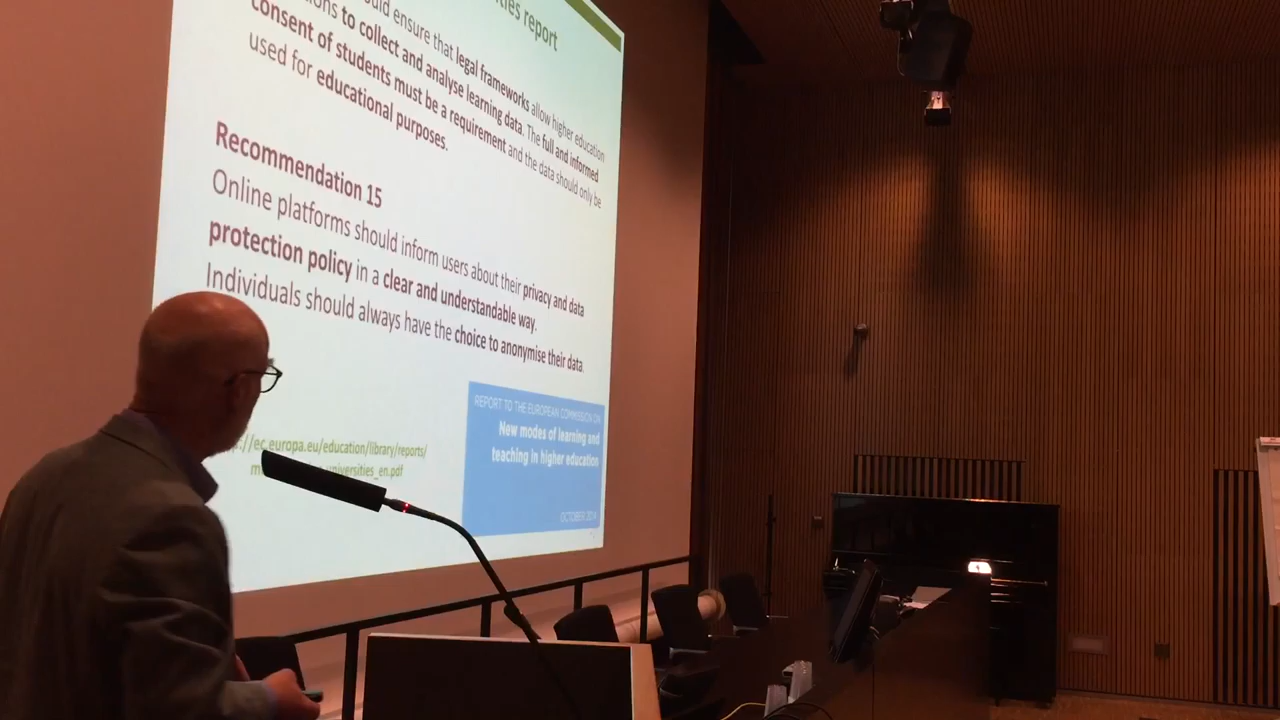 ties report
ould ensure that legal frameworks allow higher education
ions to collect and analyse learning data. The full and informed
consent of students must be a requirement and the data should only be
used for educational purposes.
Recommendation 15
Online platforms should inform users about their privacy and data
protection policy in a clear and understandable way.
Individuals should always have the choice to anonymise their data.
://ec.europa.eu/education/library/reports/
m universities_en.pdf
REPORT TO THE EUROPEAN COMMISSION ON
New modes of learning and
teaching in higher education
OCTOBER 2014